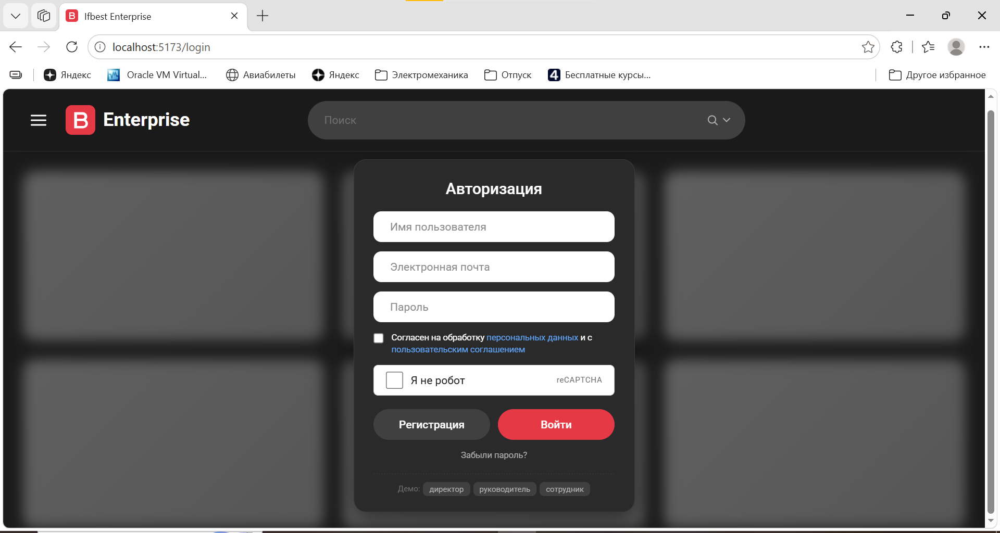 Ifbest Enterprise
localhost:5173/login
Яндекс
Oracle VM Virtual...
Авиабилеты
Яндекс
Электромеханика
Отпуск
4 Бесплатные курсы...
Другое избранное
B Enterprise
Поиск
Авторизация
Имя пользователя
Электронная почта
Пароль
Согласен на обработку персональных данных и с
пользовательским соглашением
Я не робот
reCAPTCHA
Регистрация
Войти
Забыли пароль?
Демо: директор руководитель сотрудник